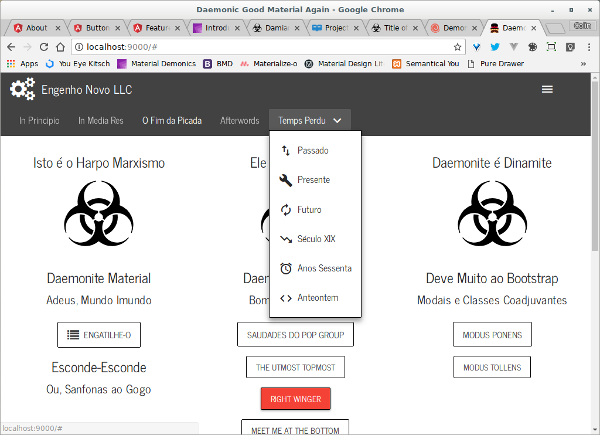 Daemonic Good Material Again - Google Chrome
About
Button
Feature
Introdu
Damian
Project
Title of
Demo
Daem
Colin
localhost:9000/#
Apps
You Eye Kitsch
Material Demonics
BMD
Materialize-o
Material Design Lit
Semantical You
Pure Drawer
Engenho Novo LLC
In Principio
In Media Res
O Fim da Picada
Afterwords
Temps Perdu
Passado
Presente
Futuro
Século XIX
Anos Sessenta
Anteontem
Isto é o Harpo Marxismo
Daemonite Material
Adeus, Mundo Imundo
ENGATILHE-O
Esconde-Esconde
Ou, Sanfonas ao Gogo
Ele
Daem
Bom
SAUDADES DO POP GROUP
THE UTMOST TOPMOST
RIGHT WINGER
MEET ME AT THE BOTTOM
Daemonite é Dinamite
Deve Muito ao Bootstrap
Modais e Classes Coadjuvantes
MODUS PONENS
MODUS TOLLENS
localhost:9000/#